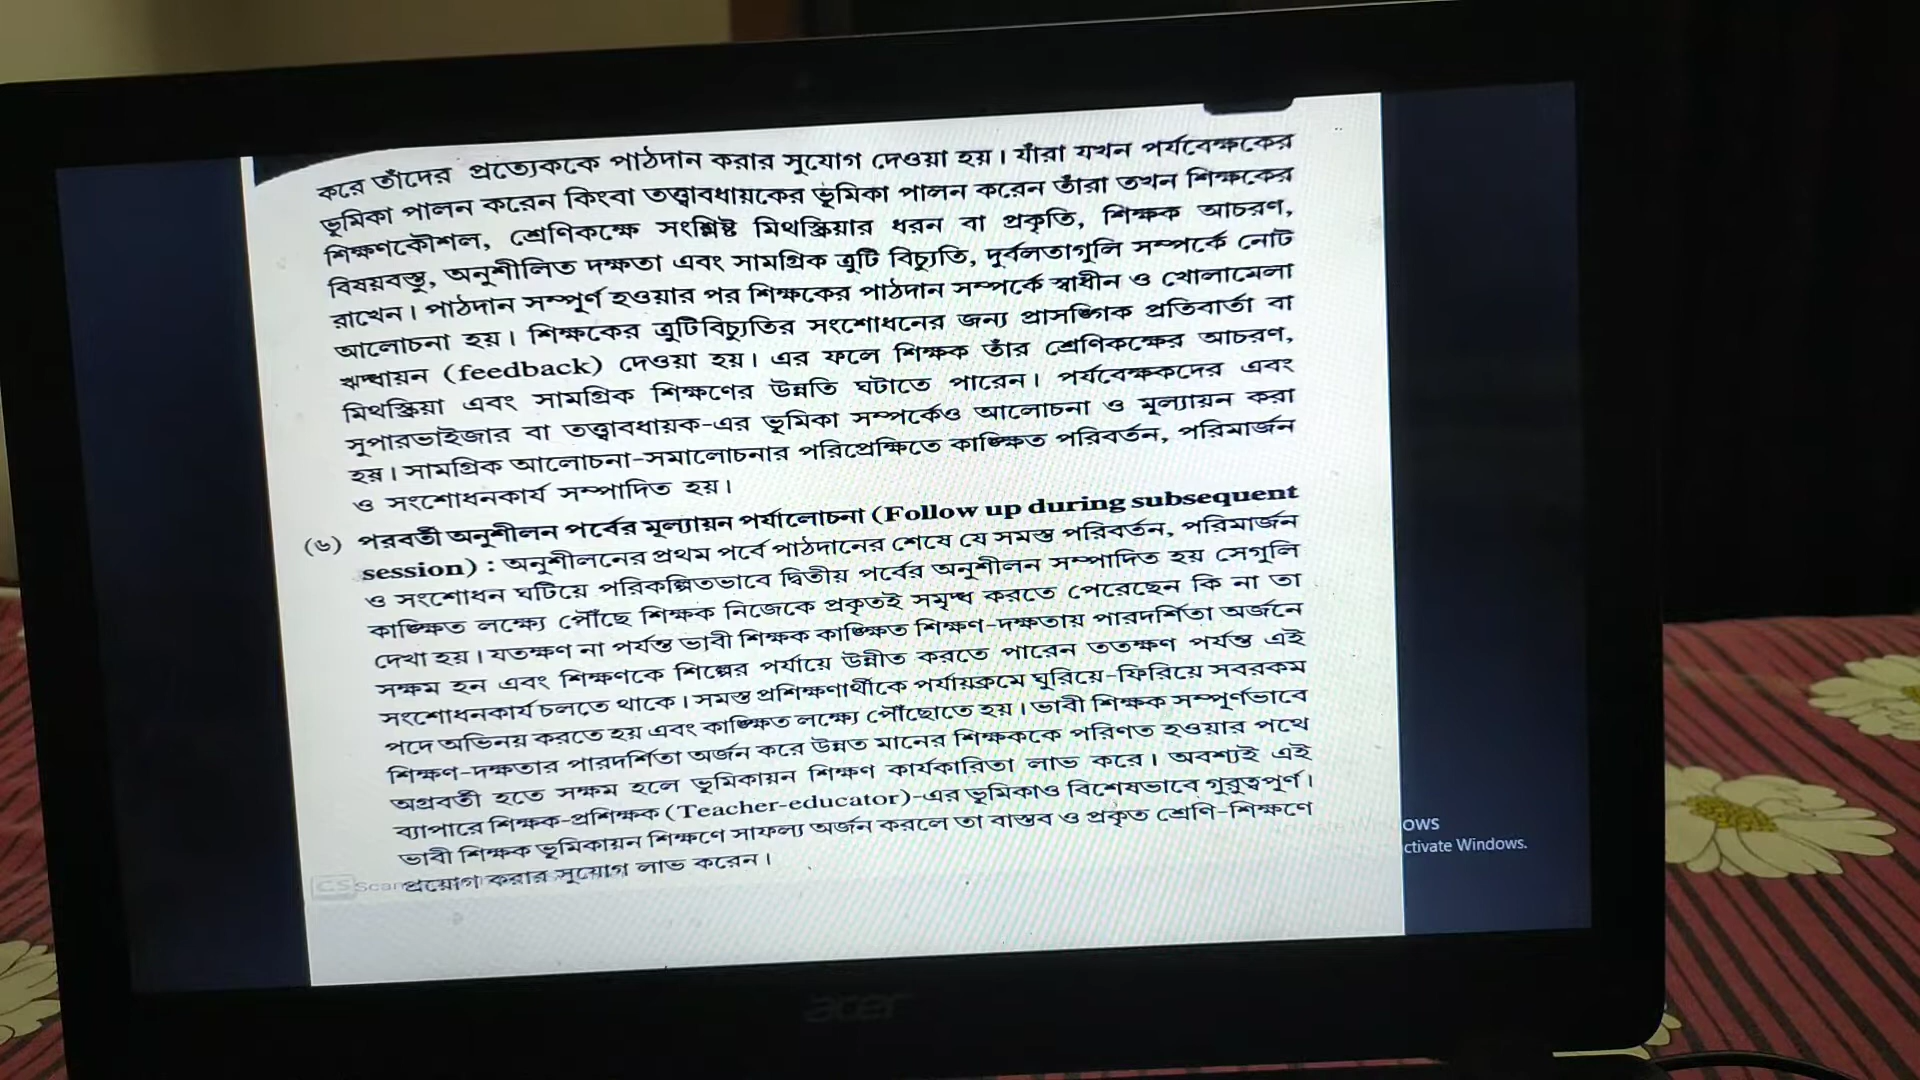 করে তাঁদের প্রত্যেককে পাঠদান করার সুযোগ দেওয়া হয়। যাঁরা যখন পর্যবেক্ষকের
ভূমিকা পালন করেন কিংবা তত্ত্বাবধায়কের ভূমিকা পালন করেন তাঁরা তখন শিক্ষকের
শিক্ষণকৌশল, শ্রেণিকক্ষে সংশ্লিষ্ট মিথস্ক্রিয়ার ধরন বা প্রকৃতি, শিক্ষক আচরণ,
বিষয়বস্তু, অনুশীলিত দক্ষতা এবং সামগ্রিক ত্রুটি বিচ্যুতি, দুর্বলতাগুলি সম্পর্কে নোট
রাখেন। পাঠদান সম্পূর্ণ হওয়ার পর শিক্ষকের পাঠদান সম্পর্কে স্বাধীন ও খোলামেলা
আলোচনা হয়। শিক্ষকের ত্রুটিবিচ্যুতির সংশোধনের জন্য প্রাসঙ্গিক প্রতিবার্তা বা
ঋদ্ধায়ন (feedback) দেওয়া হয়। এর ফলে শিক্ষক তাঁর শ্রেণিকক্ষের আচরণ,
মিথস্ক্রিয়া এবং সামগ্রিক শিক্ষণের উন্নতি ঘটাতে পারেন। পর্যবেক্ষকদের এবং
সুপারভাইজার বা তত্ত্বাবধায়ক-এর ভূমিকা সম্পর্কেও আলোচনা ও মূল্যায়ন করা
হয়। সামগ্রিক আলোচনা-সমালোচনার পরিপ্রেক্ষিতে কাঙ্ক্ষিত পরিবর্তন, পরিমার্জন
ও সংশোধনকার্য সম্পাদিত হয়।
(৬) পরবর্তী অনুশীলন পর্বের মূল্যায়ন পর্যালোচনা (Follow up during subsequent
session) : অনুশীলনের প্রথম পর্বে পাঠদানের শেষে যে সমস্ত পরিবর্তন, পরিমার্জন
ও সংশোধন ঘটিয়ে পরিকল্পিতভাবে দ্বিতীয় পর্বের অনুশীলন সম্পাদিত হয় সেগুলি
কাঙ্ক্ষিত লক্ষ্যে পৌঁছে শিক্ষক নিজেকে প্রকৃতই সমৃদ্ধ করতে পেরেছেন কি না তা
দেখা হয়। যতক্ষণ না পর্যন্ত ভাবী শিক্ষক কাঙ্ক্ষিত শিক্ষণ-দক্ষতায় পারদর্শিতা অর্জনে
সক্ষম হন এবং শিক্ষণকে শিল্পের পর্যায়ে উন্নীত করতে পারেন ততক্ষণ পর্যন্ত এই
সংশোধনকার্য চলতে থাকে। সমস্ত প্রশিক্ষণার্থীকে পর্যায়ক্রমে ঘুরিয়ে-ফিরিয়ে সবরকম
পদে অভিনয় করতে হয় এবং কাঙ্ক্ষিত লক্ষ্যে পৌঁছোতে হয়। ভাবী শিক্ষক সম্পূর্ণভাবে
শিক্ষণ-দক্ষতার পারদর্শিতা অর্জন করে উন্নত মানের শিক্ষককে পরিণত হওয়ার পথে
অগ্রবর্তী হতে সক্ষম হলে ভূমিকায়ন শিক্ষণ কার্যকারিতা লাভ করে। অবশ্যই এই
ব্যাপারে শিক্ষক-প্রশিক্ষক (Teacher-educator)-এর ভূমিকাও বিশেষভাবে গুরুত্বপূর্ণ।
ভাবী শিক্ষক ভূমিকায়ন শিক্ষণে সাফল্য অর্জন করলে তা বাস্তব ও প্রকৃত শ্রেণি-শিক্ষণে
প্রয়োগ করার সুযোগ লাভ করেন।
CS Scan
ows
ctivate Windows.
acer